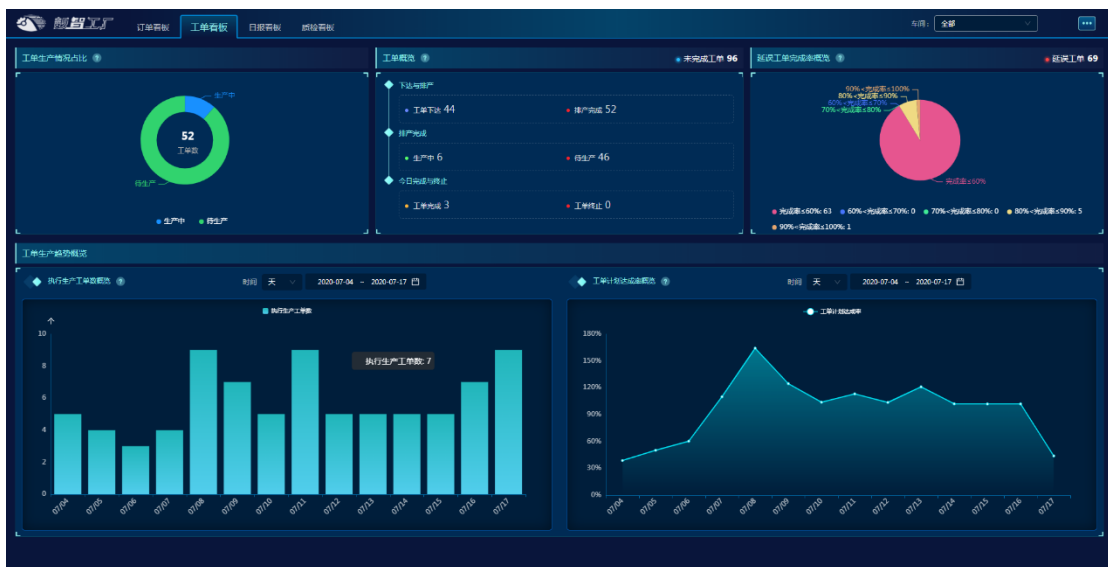 创智工厂 订单看板 工单看板 日报看板 质检看板 车间: 全部
工单生产情况占比 ?
生产中
52
工单数
待生产
生产中 待生产
工单概览 ? 未完成工单 96
下达与排产
工单下达 44 排产完成 52
排产完成
生产中 6 待生产 46
今日完成与终止
工单完成 3 工单终止 0
延误工单完成率概览 ? 延误工单 69
90%<完成率≤100%
80%<完成率≤90%
60%<完成率≤70%
70%<完成率≤80%
完成率≤60%
完成率≤60%: 63 60%<完成率≤70%: 0 70%<完成率≤80%: 0 80%<完成率≤90%: 5
90%<完成率≤100%: 1
工单生产趋势概览
执行生产工单数概览 ? 时间 天 2020-07-04 ~ 2020-07-17
执行生产工单数
个
10
8
6
4
2
0
执行生产工单数: 7
07/04 07/05 07/06 07/07 07/08 07/09 07/10 07/11 07/12 07/13 07/14 07/15 07/16 07/17
工单计划达成率概览 ? 时间 天 2020-07-04 ~ 2020-07-17
工单计划达成率
180%
150%
120%
90%
60%
30%
0%
07/04 07/05 07/06 07/07 07/08 07/09 07/10 07/11 07/12 07/13 07/14 07/15 07/16 07/17